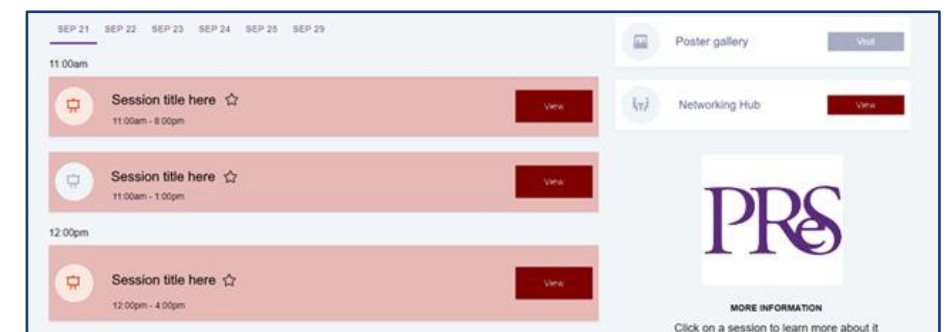 SEP 21 SEP 22 SEP 23 SEP 24 SEP 25 SEP 29
11:00am
Session title here
View
11:00am - 8:00pm
Session title here
View
11:00am - 1:00pm
12:00pm
Session title here
View
12:00pm - 4:00pm
Poster gallery
Visit
Networking Hub
View
PReS
MORE INFORMATION
Click on a session to learn more about it